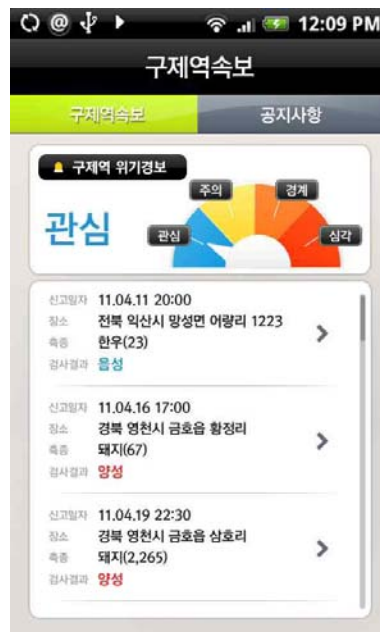 12:09 PM
구제역속보
구제역속보 공지사항
구제역 위기경보
관심
관심 주의 경계 심각
신고일자 11.04.11 20:00
장소 전북 익산시 망성면 어량리 1223
축종 한우(23)
검사결과 음성
신고일자 11.04.16 17:00
장소 경북 영천시 금호읍 황정리
축종 돼지(67)
검사결과 양성
신고일자 11.04.19 22:30
장소 경북 영천시 금호읍 삼호리
축종 돼지(2,265)
검사결과 양성